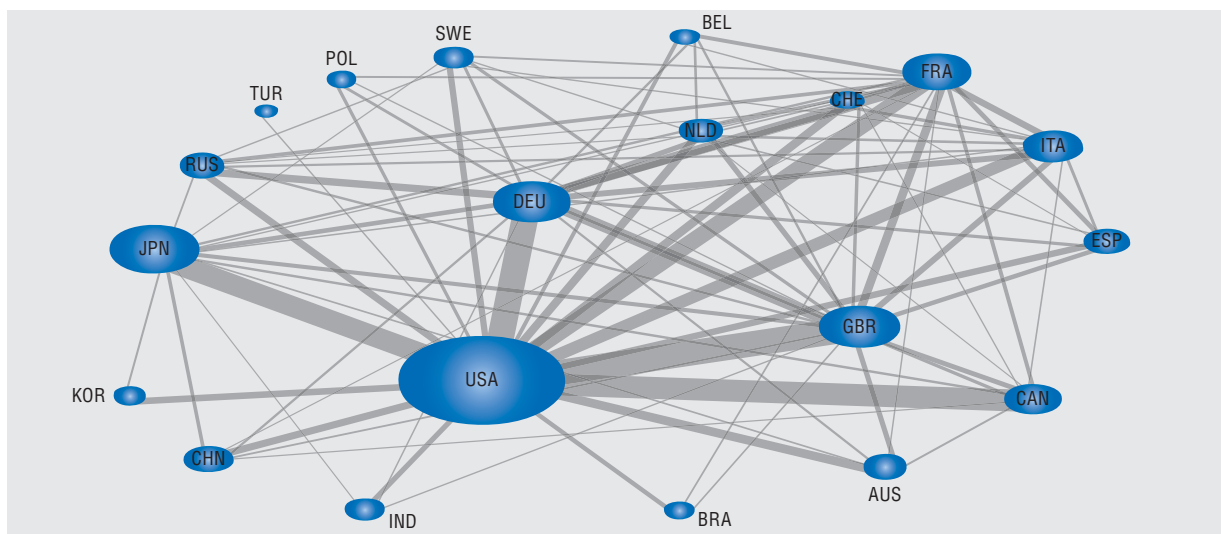 BEL
SWE
POL
FRA
TUR
CHE
NLD
ITA
RUS
DEU
JPN
ESP
GBR
USA
KOR
CAN
CHN
AUS
IND
BRA